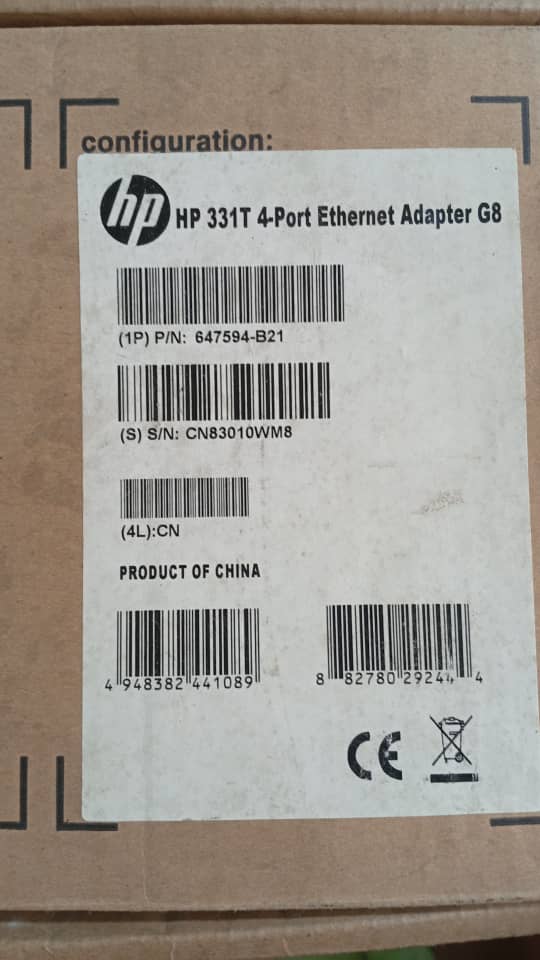 configuration:
hp HP 331T 4-Port Ethernet Adapter G8
(1P) P/N: 647594-B21
(S) S/N: CN83010WM8
(4L):CN
PRODUCT OF CHINA
4 948382 441089
8 82780 29244 4
CE